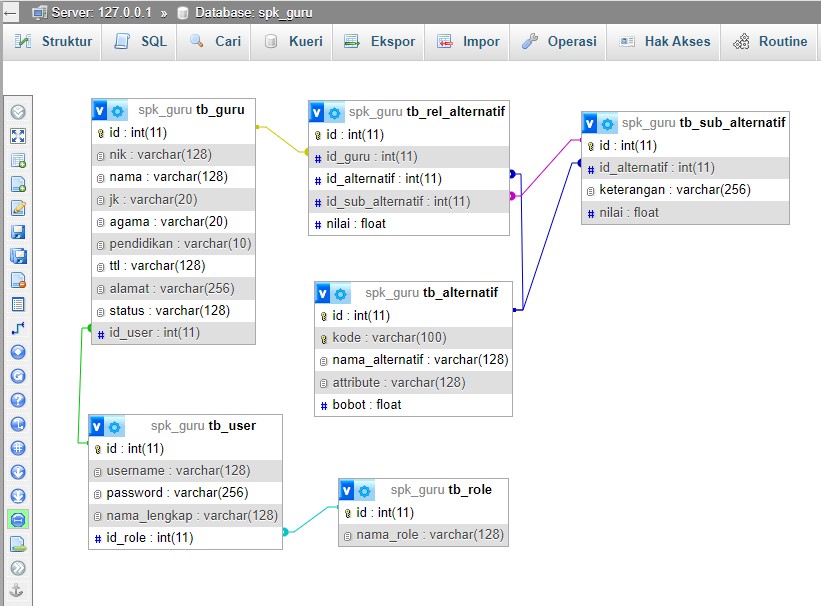 Server: 127.0.0.1 » Database: spk_guru
Struktur SQL Cari Kueri Ekspor Impor Operasi Hak Akses Routine
v spk_guru tb_guru
id : int(11)
nik : varchar(128)
nama : varchar(128)
jk : varchar(20)
agama : varchar(20)
pendidikan : varchar(10)
ttl : varchar(128)
alamat : varchar(256)
status : varchar(128)
# id_user : int(11)
v spk_guru tb_rel_alternatif
id : int(11)
# id_guru : int(11)
# id_alternatif : int(11)
# id_sub_alternatif : int(11)
# nilai : float
v spk_guru tb_sub_alternatif
id : int(11)
# id_alternatif : int(11)
keterangan : varchar(256)
# nilai : float
v spk_guru tb_alternatif
id : int(11)
kode : varchar(100)
nama_alternatif : varchar(128)
attribute : varchar(128)
# bobot : float
v spk_guru tb_user
id : int(11)
username : varchar(128)
password : varchar(256)
nama_lengkap : varchar(128)
# id_role : int(11)
v spk_guru tb_role
id : int(11)
nama_role : varchar(128)